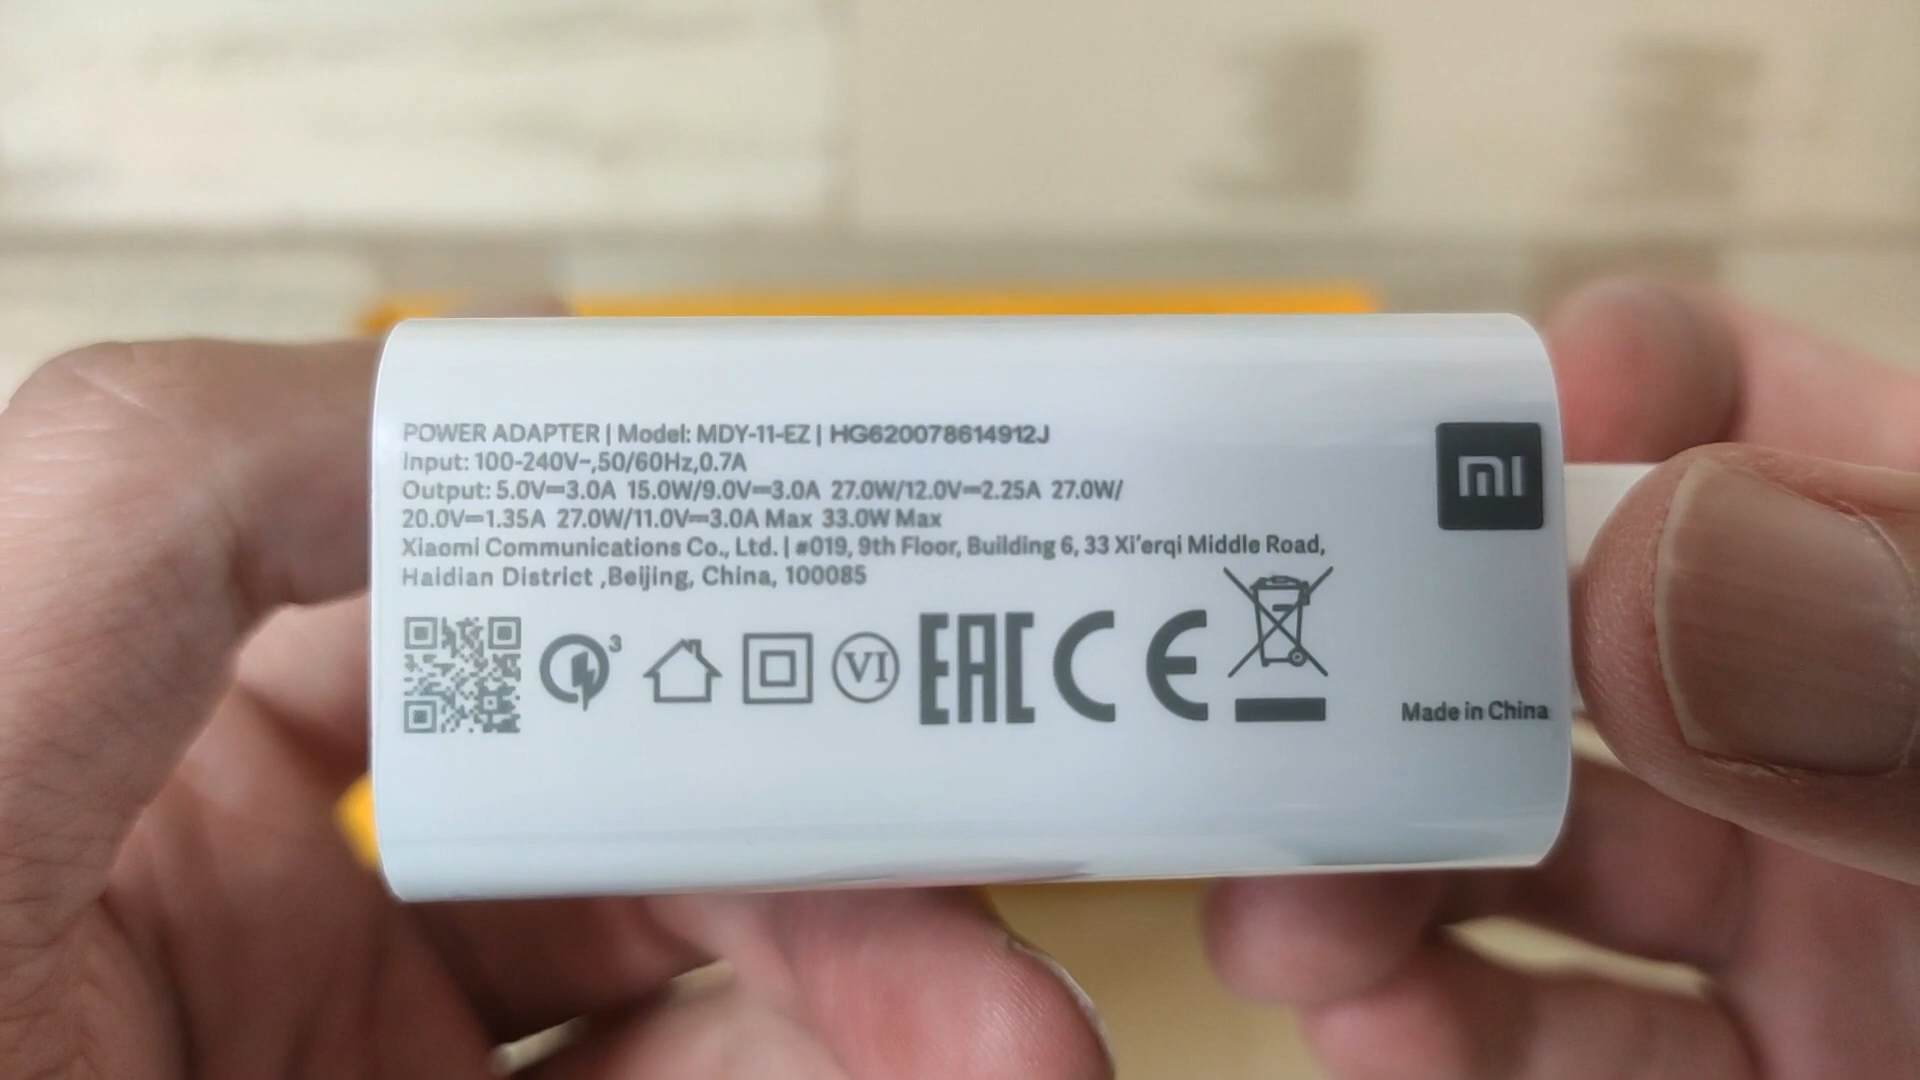 POWER ADAPTER | Model: MDY-11-EZ | HG620078614912J
Input: 100-240V~,50/60Hz,0.7A
Output: 5.0V⎓3.0A 15.0W/9.0V⎓3.0A 27.0W/12.0V⎓2.25A 27.0W/
20.0V⎓1.35A 27.0W/11.0V⎓3.0A Max 33.0W Max
Xiaomi Communications Co., Ltd. | #019, 9th Floor, Building 6, 33 Xi'erqi Middle Road,
Haidian District ,Beijing, China, 100085
mi
3
VI
EAC
CE
Made in China